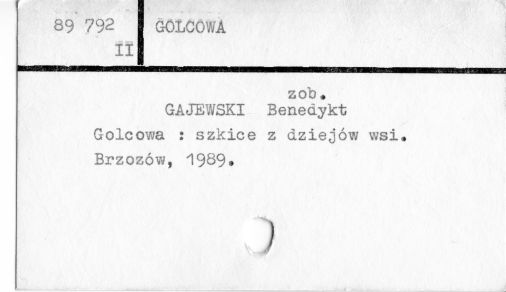 89 792 GOLCOWA
II
zob.
GAJEWSKI Benedykt
Golcowa : szkice z dziejów wsi.
Brzozów, 1989.